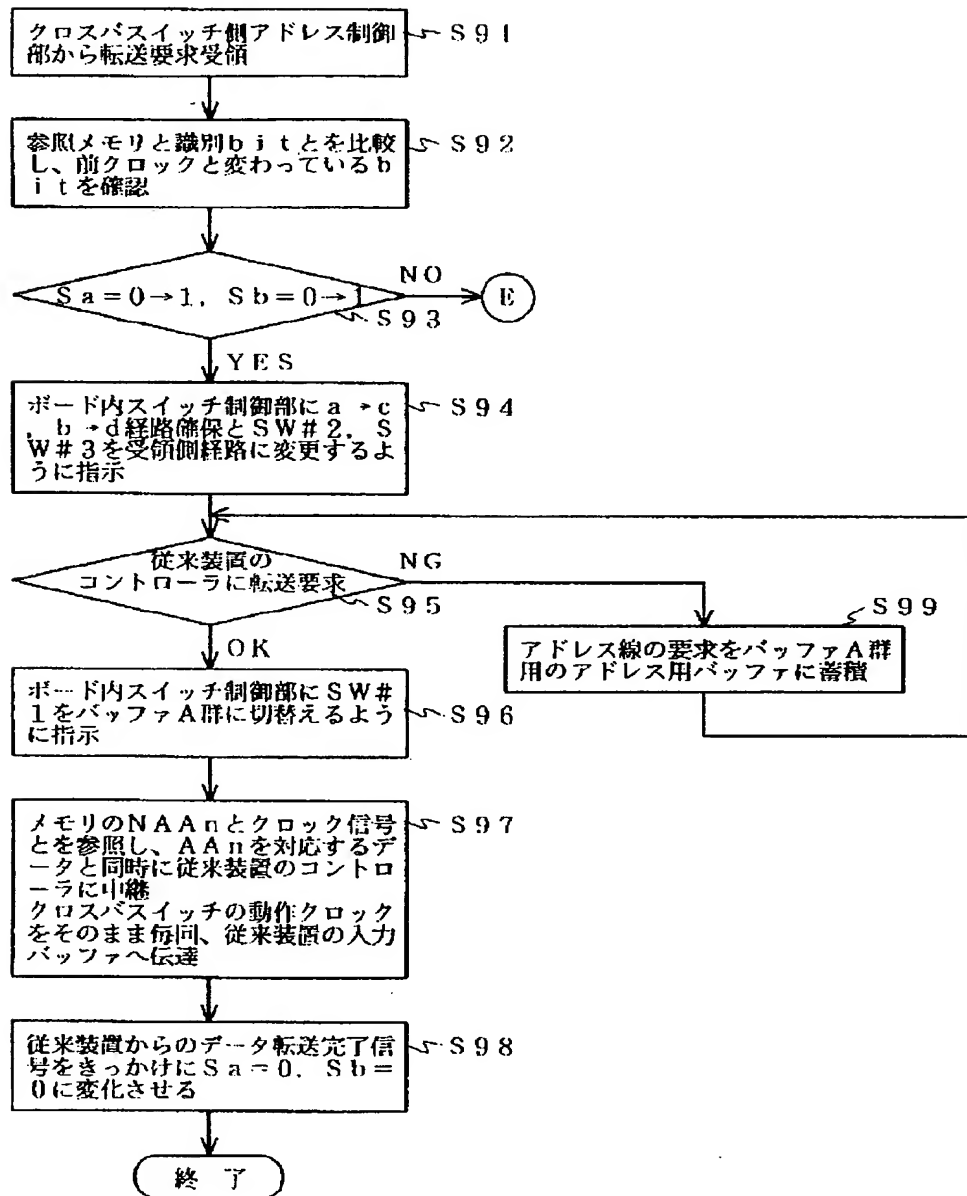 クロスバスイッチ側アドレス制御
部から転送要求受領
S91
参照メモリと識別bitとを比較
し、前クロックと変わっているb
itを確認
S92
Sa=0→1, Sb=0→1
NO
E
S93
YES
ボード内スイッチ制御部にa→c
, b→d経路確保とSW#2, S
W#3を受領側経路に変更するよ
うに指示
S94
従来装置の
コントローラに転送要求
NG
S95
OK
S99
アドレス線の要求をバッファA群
用のアドレス用バッファに蓄積
ボード内スイッチ制御部にSW#
1をバッファA群に切替えるよう
に指示
S96
メモリのNAAnとクロック信号
とを参照し、AAnを対応するデ
ータと同時に従来装置のコントロ
ーラに中継
クロスバスイッチの動作クロック
をそのまま毎回、従来装置の入力
バッファへ伝達
S97
従来装置からのデータ転送完了信
号をきっかけにSa=0, Sb=
0に変化させる
S98
終了